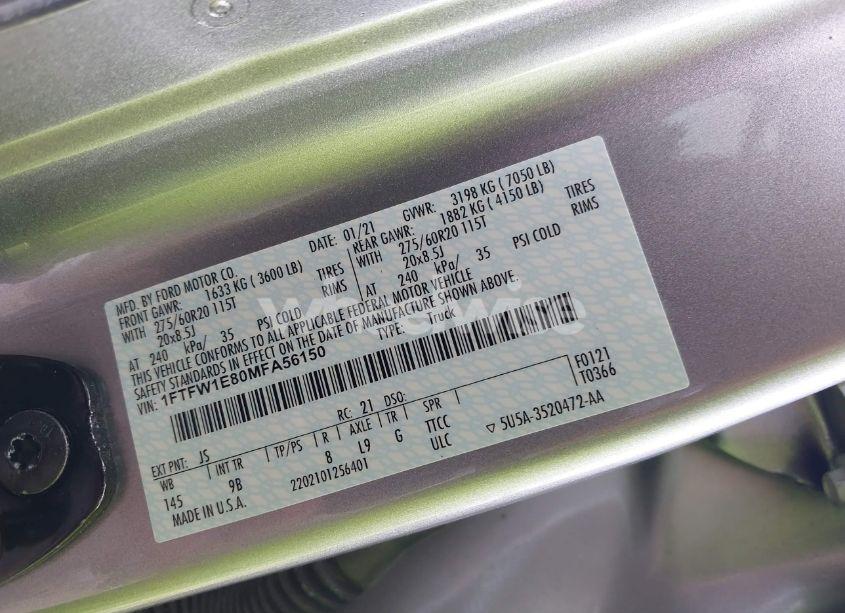 MFD. BY FORD MOTOR CO.
DATE: 01/21 GVWR: 3198 KG ( 7050 LB)
FRONT GAWR: 1633 KG ( 3600 LB) REAR GAWR: 1882 KG ( 4150 LB)
WITH 275/60R20 115T TIRES WITH 275/60R20 115T TIRES
20x8.5J RIMS 20x8.5J RIMS
AT 240 kPa/ 35 PSI COLD AT 240 kPa/ 35 PSI COLD
THIS VEHICLE CONFORMS TO ALL APPLICABLE FEDERAL MOTOR VEHICLE
SAFETY STANDARDS IN EFFECT ON THE DATE OF MANUFACTURE SHOWN ABOVE.
VIN: 1FTFW1E80MFA56150 TYPE: Truck
F0121
T0366
EXT PNT: JS RC: 21 DSO:
WB INT TR TP/PS R AXLE TR SPR
145 9B 8 L9 G TTCC
ULC
▽ 5U5A-3520472-AA
MADE IN U.S.A. 2202101256401